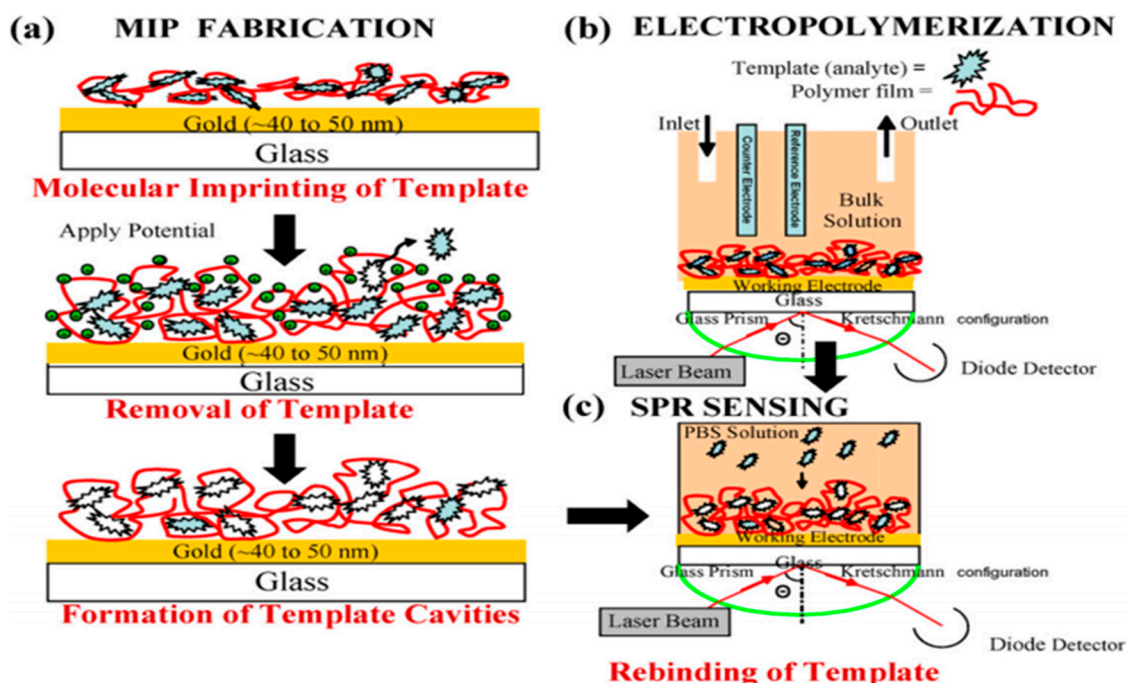 (a) MIP FABRICATION
Gold (~40 to 50 nm)
Glass
Molecular Imprinting of Template
Apply Potential
Gold (~40 to 50 nm)
Glass
Removal of Template
Gold (~40 to 50 nm)
Glass
Formation of Template Cavities
(b) ELECTROPOLYMERIZATION
Template (analyte) =
Polymer film =
Inlet
Outlet
Counter Electrode
Reference Electrode
Bulk
Solution
Working Electrode
Glass
Glass Prism
Kretschmann configuration
Θ
Laser Beam
Diode Detector
(c) SPR SENSING
PBS Solution
Working Electrode
Glass
Glass Prism
Kretschmann configuration
Θ
Laser Beam
Diode Detector
Rebinding of Template